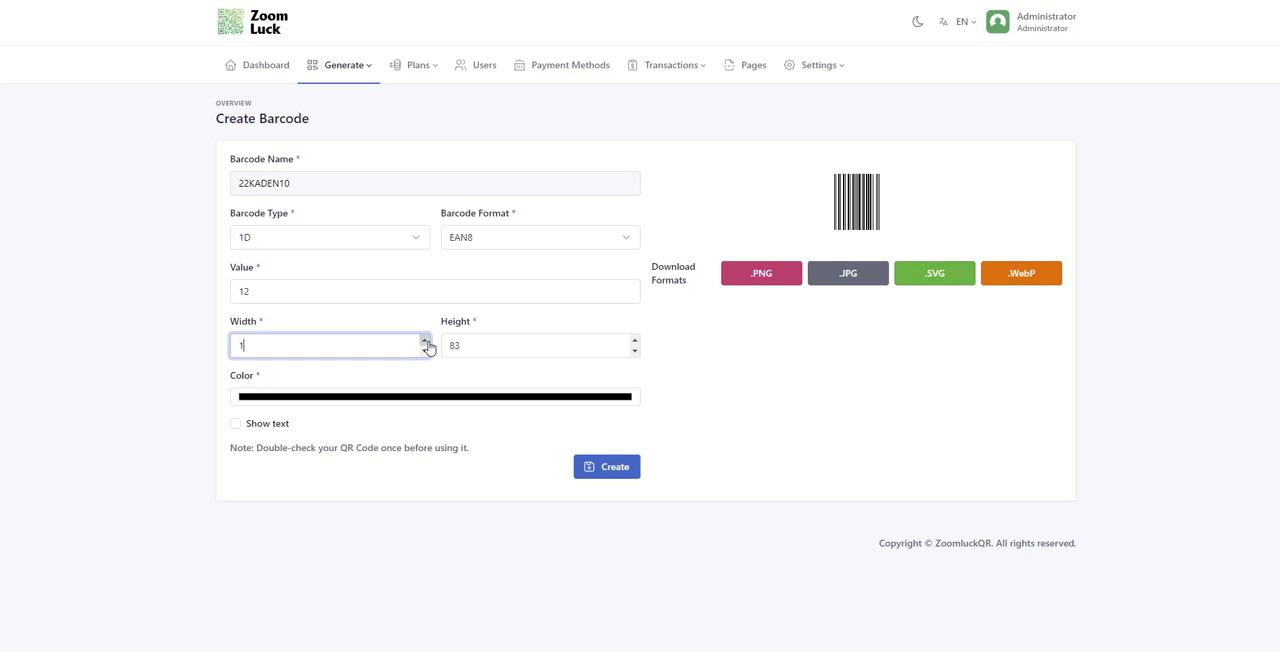 Zoom
Luck
EN
Administrator
Administrator
Dashboard
Generate
Plans
Users
Payment Methods
Transactions
Pages
Settings
OVERVIEW
Create Barcode
Barcode Name *
22KADEN10
Barcode Type *
Barcode Format *
1D
EAN8
Value *
12
Download
Formats
.PNG
.JPG
.SVG
.WebP
Width *
Height *
1
83
Color *
Show text
Note: Double-check your QR Code once before using it.
Create
Copyright © ZoomluckQR. All rights reserved.